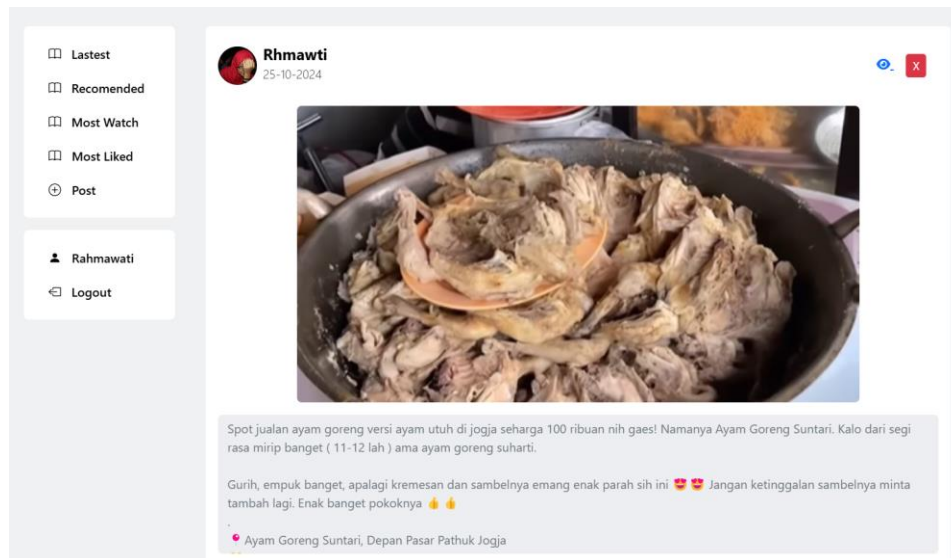 Lastest
Recomended
Most Watch
Most Liked
Post
Rahmawati
Logout
Rhmawti
25-10-2024
X
Spot jualan ayam goreng versi ayam utuh di jogja seharga 100 ribuan nih gaes! Namanya Ayam Goreng Suntari. Kalo dari segi
rasa mirip banget ( 11-12 lah ) ama ayam goreng suharti.
Gurih, empuk banget, apalagi kremesan dan sambelnya emang enak parah sih ini 😍 😍 Jangan ketinggalan sambelnya minta
tambah lagi. Enak banget pokoknya 👍 👍
.
📍 Ayam Goreng Suntari, Depan Pasar Pathuk Jogja